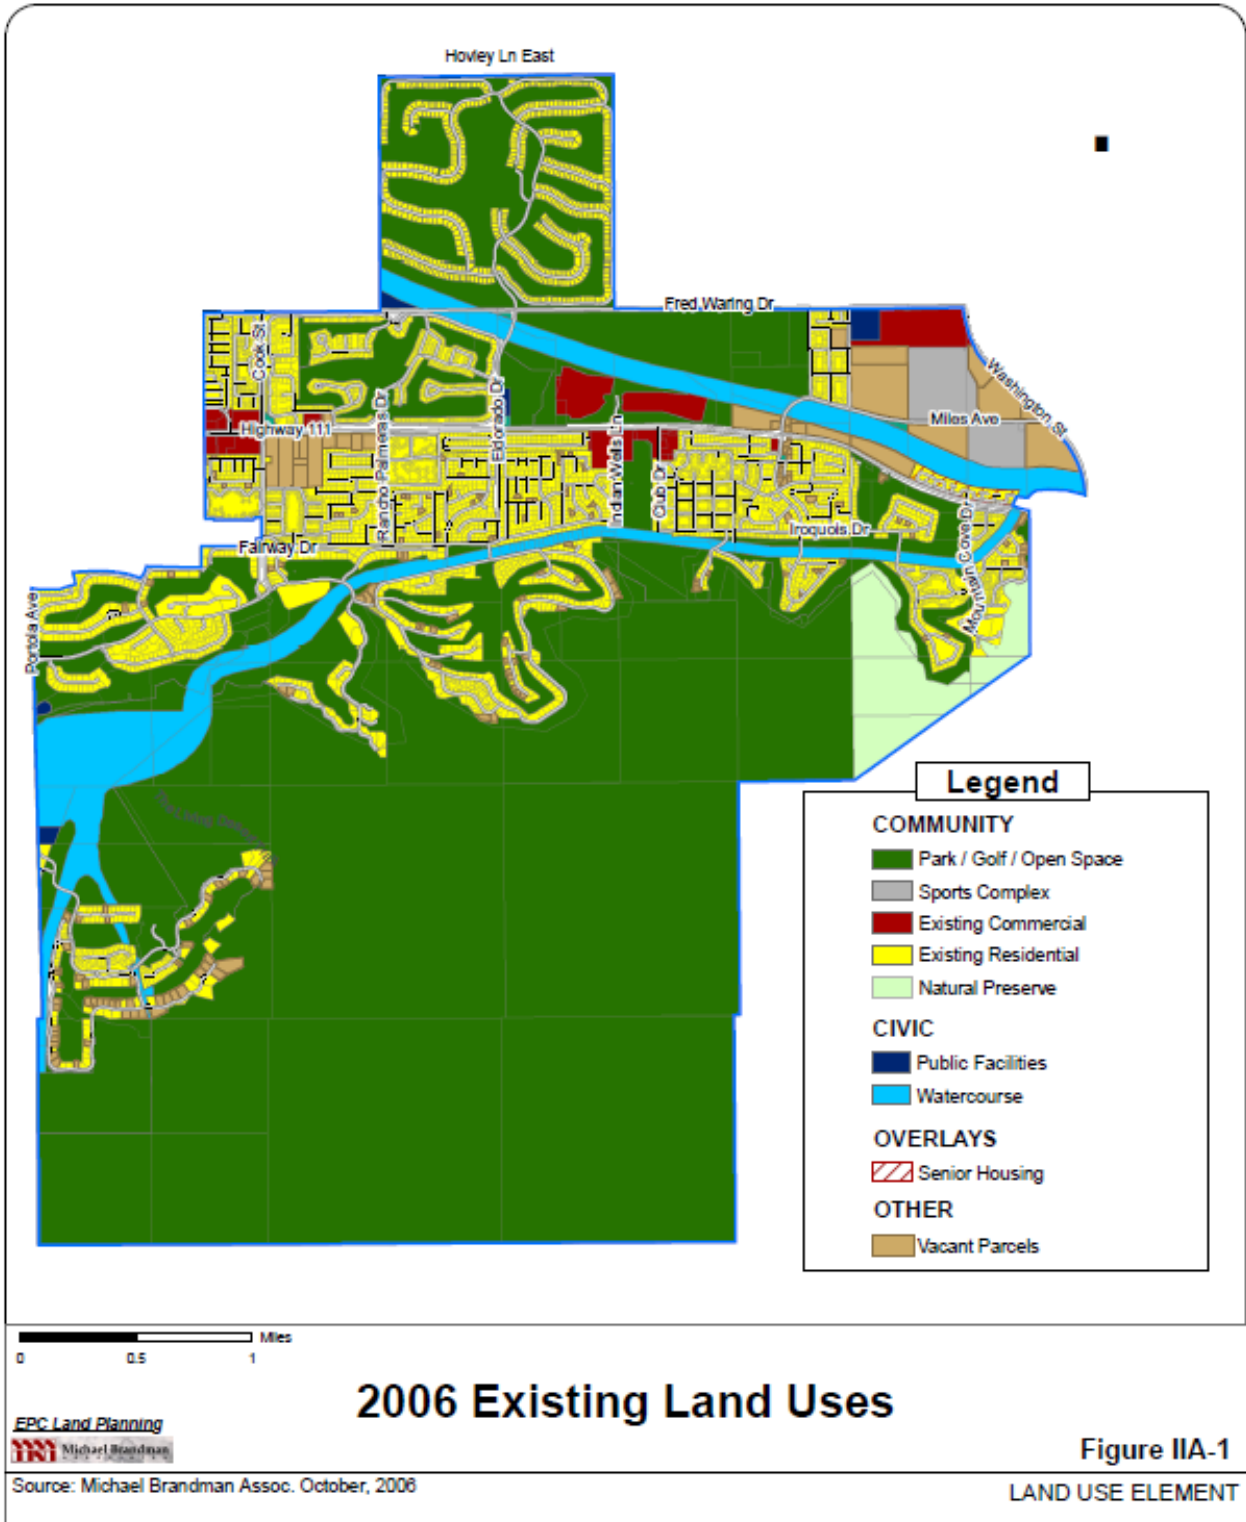 Hovley Ln East
Fred Waring Dr
Cook St
Washington St
Rancho Palmeras Dr
Eldorado Dr
Miles Ave
Highway 111
Indian Wells Ln
Club Dr
Iroquois Dr
Mountain Cove Dr
Fairway Dr
Portola Ave
Legend
COMMUNITY
Park / Golf / Open Space
Sports Complex
Existing Commercial
Existing Residential
Natural Preserve
CIVIC
Public Facilities
Watercourse
OVERLAYS
Senior Housing
OTHER
Vacant Parcels
Miles
0 0.5 1
2006 Existing Land Uses
EPC Land Planning
Michael Brandman
Figure IIA-1
Source: Michael Brandman Assoc. October, 2006
LAND USE ELEMENT